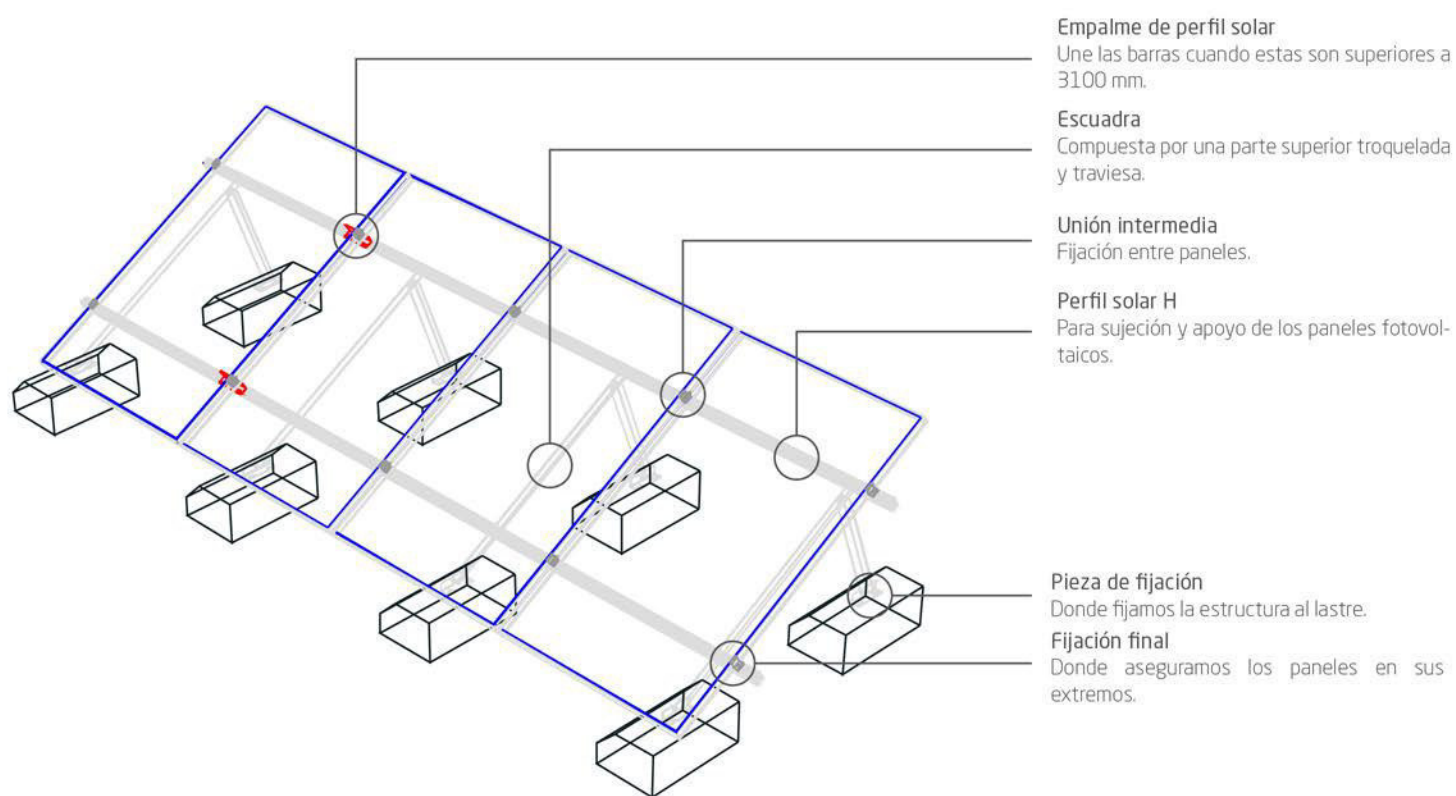 Empalme de perfil solar
Une las barras cuando estas son superiores a
3100 mm.
Escuadra
Compuesta por una parte superior troquelada
y traviesa.
Unión intermedia
Fijación entre paneles.
Perfil solar H
Para sujeción y apoyo de los paneles fotovol-
taicos.
Pieza de fijación
Donde fijamos la estructura al lastre.
Fijación final
Donde aseguramos los paneles en sus
extremos.